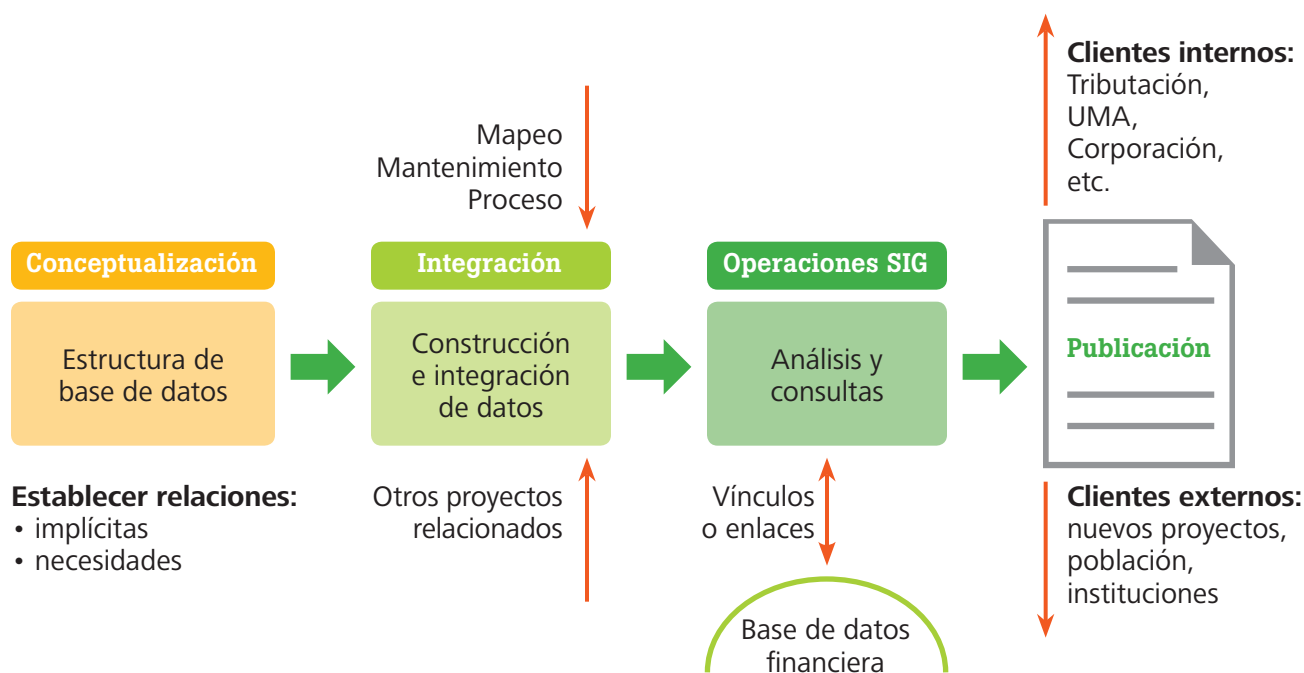 Clientes internos:
Tributación,
UMA,
Corporación,
etc.
Mapeo
Mantenimiento
Proceso
Conceptualización
Estructura de
base de datos
Establecer relaciones:
• implícitas
• necesidades
Integración
Construcción
e integración
de datos
Otros proyectos
relacionados
Operaciones SIG
Análisis y
consultas
Vínculos
o enlaces
Base de datos
financiera
Publicación
Clientes externos:
nuevos proyectos,
población,
instituciones